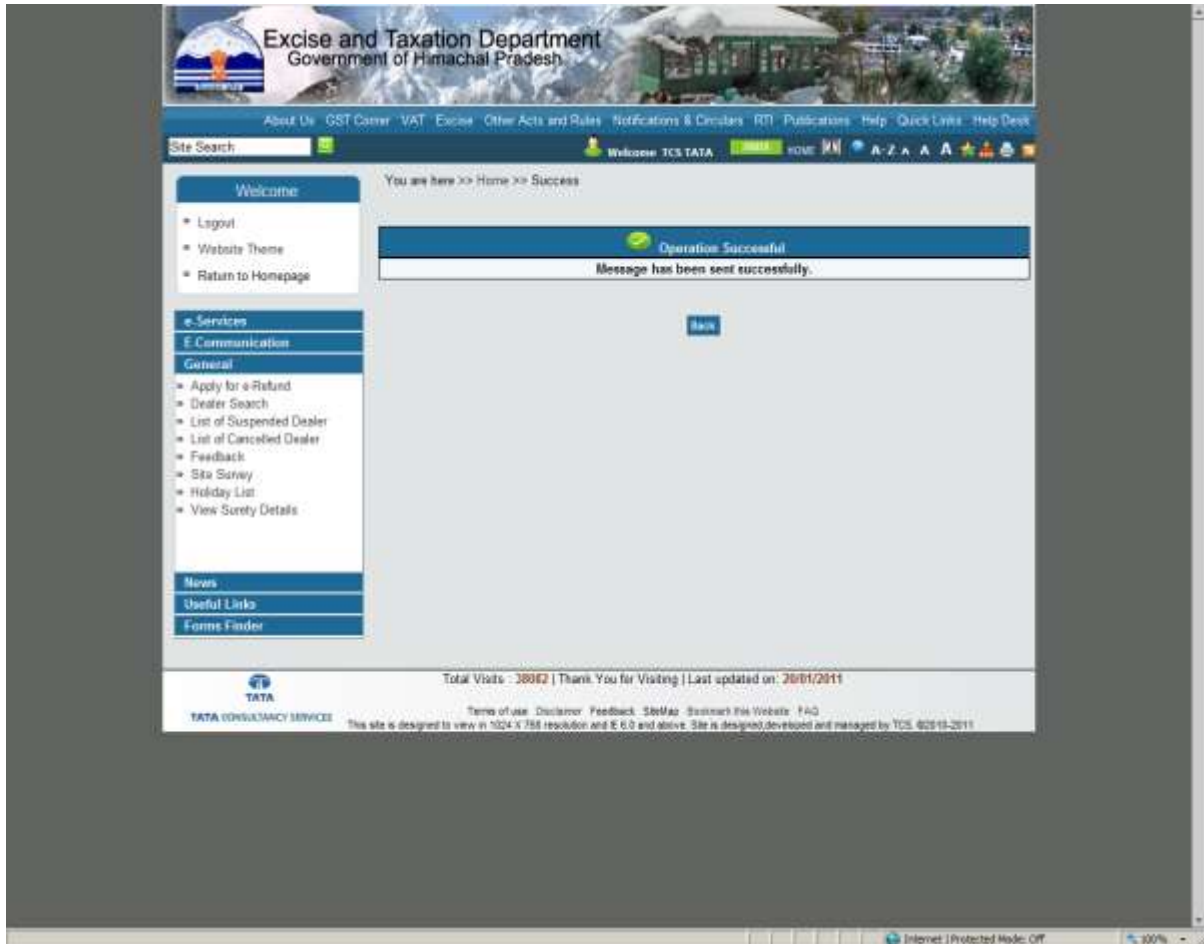 Excise and Taxation Department
Government of Himachal Pradesh
About Us GST Corner VAT Excise Other Acts and Rules Notifications & Circulars RTI Publications Help Quick Links Help Desk
Site Search
Welcome TCS TATA HOME A-Z A A A
Welcome
You are here >> Home >> Success
Logout
Website Theme
Return to Homepage
Operation Successful
Message has been sent successfully.
Back
e-Services
E Communication
General
Apply for e-Refund
Dealer Search
List of Suspended Dealer
List of Cancelled Dealer
Feedback
Site Survey
Holiday List
View Surety Details
News
Useful Links
Forms Finder
TATA
TATA CONSULTANCY SERVICES
Total Visits : 38082 | Thank You for Visiting | Last updated on: 20/01/2011
Terms of use Disclaimer Feedback SiteMap Bookmark this Website FAQ
This site is designed to view in 1024 X 768 resolution and IE 6.0 and above. Site is designed,developed and managed by TCS. ©2010-2011
Internet | Protected Mode: Off 100%